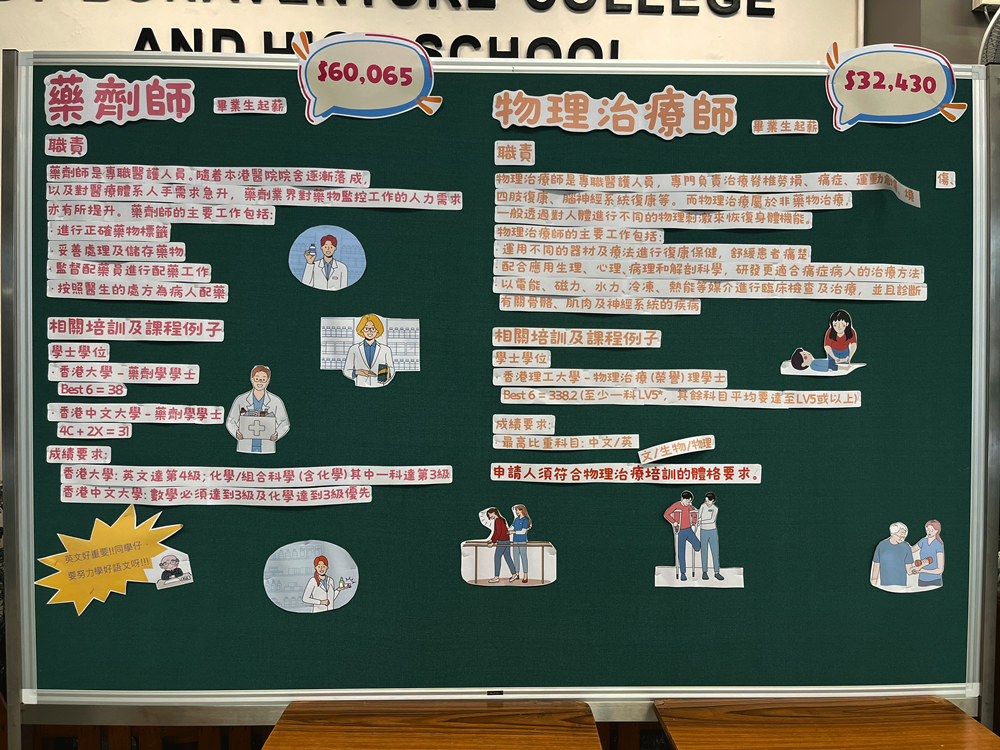 BONAVENTURE COLLEGE
AND HIGH SCHOOL
藥劑師
畢業生起薪
$60,065
職責
藥劑師是專職醫護人員。隨着本港醫院院舍逐漸落成,
以及對醫療體系人手需求急升，藥劑業界對藥物監控工作的人力需求
亦有所提升。藥劑師的主要工作包括:
·進行正確藥物標籤
妥善處理及儲存藥物
·監督配藥員進行配藥工作
·按照醫生的處方為病人配藥
相關培訓及課程例子
學士學位
·香港大學-藥劑學學士
Best 6 = 38
·香港中文大學-藥劑學學士
4C + 2X = 31
成績要求:
香港大學: 英文達第4級; 化學/組合科學(含化學)其中一科達第3級
香港中文大學: 數學必須達到3級及化學達到3級優先
英文好重要!!同學仔
要努力學好語文呀!!!
物理治療師
畢業生起薪
$32,430
職責
物理治療師是專職醫護人員，專門負責治療脊椎勞損、痛症、運動創傷、
傷、
四肢復康、腦神經系統復康等。而物理治療屬於非藥物治療,
一般透過對人體進行不同的物理刺激來恢復身體機能。
物理治療師的主要工作包括:
·運用不同的器材及療法進行復康保健，舒緩患者痛楚
·配合應用生理、心理、病理和解剖科學，研發更適合痛症病人的治療方法
·以電能、磁力、水力、冷凍、熱能等媒介進行臨床檢查及治療，並且診斷
有關骨骼、肌肉及神經系統的疾病
相關培訓及課程例子
學士學位
·香港理工大學-物理治療(榮譽)理學士
Best 6 = 338.2 (至少一科LV5*，其餘科目平均要達至LV5或以上)
成績要求:
·最高比重科目: 中文/英
文/生物/物理
申請人須符合物理治療培訓的體格要求。